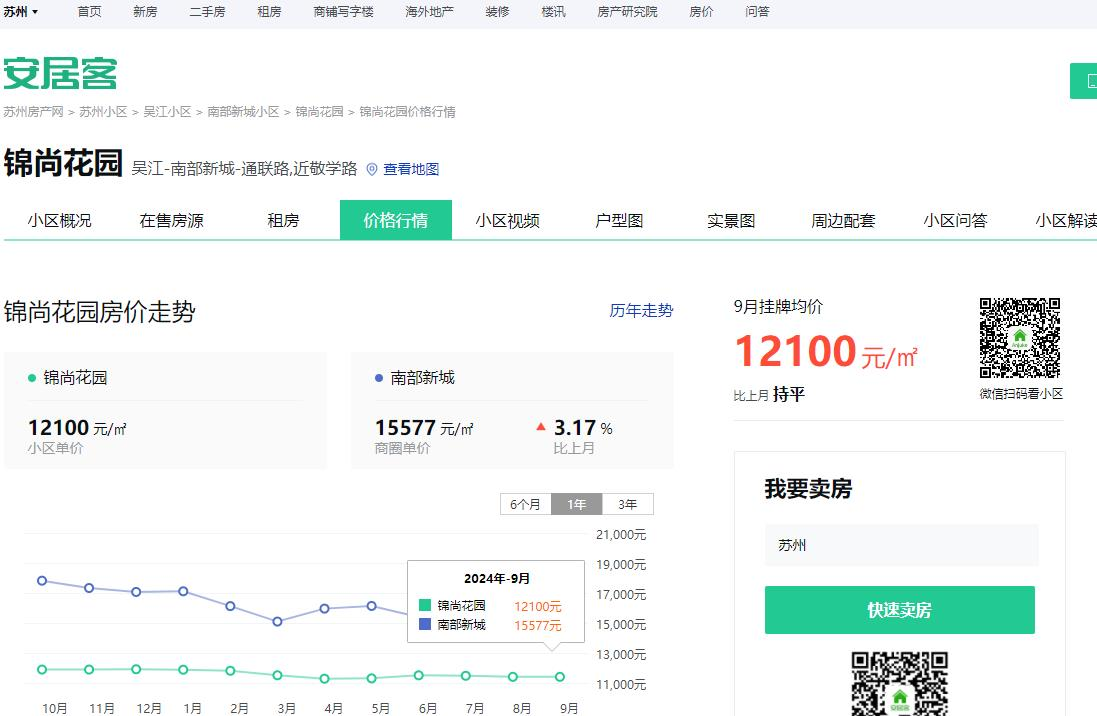 苏州 首页 新房 二手房 租房 商铺写字楼 海外地产 装修 楼讯 房产研究院 房价 问答
安居客
苏州房产网 > 苏州小区 > 吴江小区 > 南部新城小区 > 锦尚花园 > 锦尚花园价格行情
锦尚花园 吴江-南部新城-通联路,近敬学路 查看地图
小区概况 在售房源 租房 价格行情 小区视频 户型图 实景图 周边配套 小区问答 小区解读
锦尚花园房价走势 历年走势
锦尚花园 南部新城
12100 元/㎡ 15577 元/㎡ 3.17 %
小区单价 商圈单价 比上月
6个月 1年 3年
21,000元
19,000元
17,000元
15,000元
13,000元
11,000元
2024年-9月
锦尚花园 12100元
南部新城 15577元
10月 11月 12月 1月 2月 3月 4月 5月 6月 7月 8月 9月
9月挂牌均价
12100 元/㎡
比上月 持平
Anjuke
微信扫码看小区
我要卖房
苏州
快速卖房
安居客